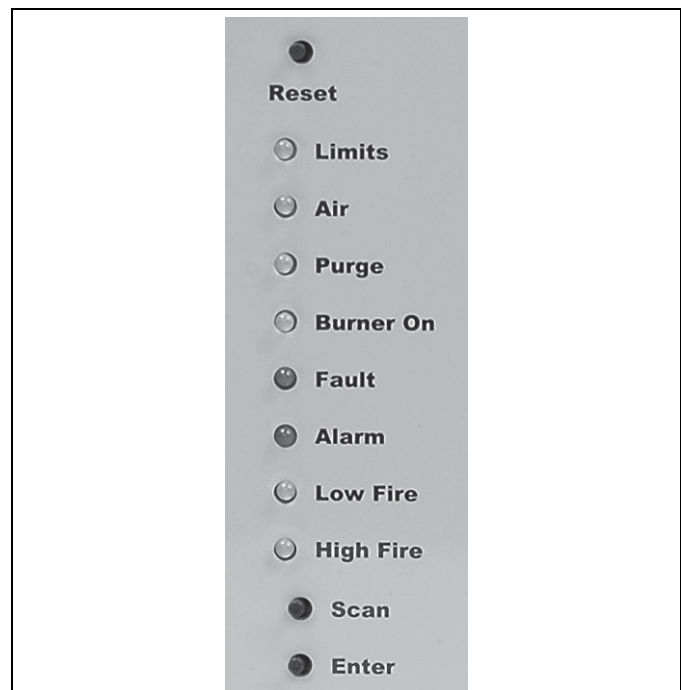 Reset
Limits
Air
Purge
Burner On
Fault
Alarm
Low Fire
High Fire
Scan
Enter